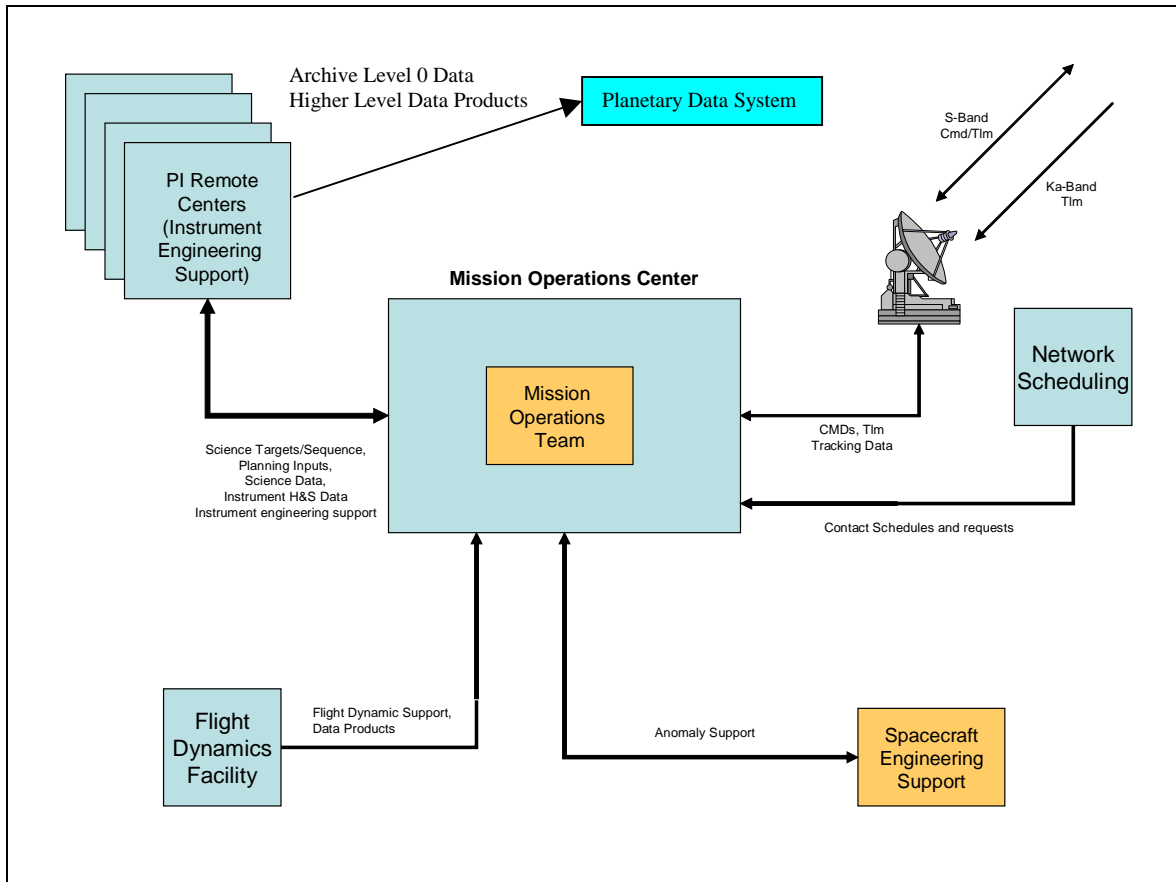 Archive Level 0 Data
Higher Level Data Products
Planetary Data System
S-Band
Cmd/Tlm
Ka-Band
Tlm
PI Remote
Centers
(Instrument
Engineering
Support)
Mission Operations Center
Mission
Operations
Team
Network
Scheduling
CMDs, Tlm
Tracking Data
Science Targets/Sequence,
Planning Inputs,
Science Data,
Instrument H&S Data
Instrument engineering support
Contact Schedules and requests
Flight
Dynamics
Facility
Flight Dynamic Support,
Data Products
Anomaly Support
Spacecraft
Engineering
Support